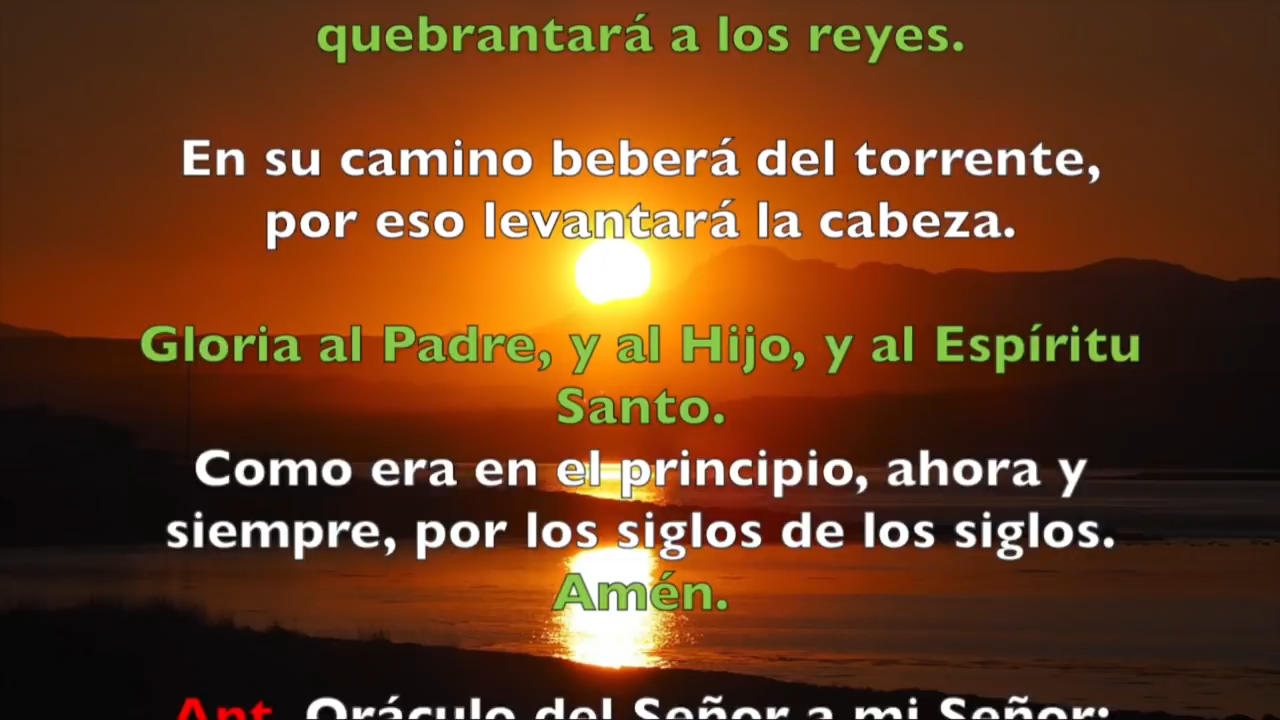 quebrantará a los reyes.
En su camino beberá del torrente,
por eso levantará la cabeza.
Gloria al Padre, y al Hijo, y al Espíritu
Santo.
Como era en el principio, ahora y
siempre, por los siglos de los siglos.
Amén.
Ant. Oráculo del Señor a mi Señor: